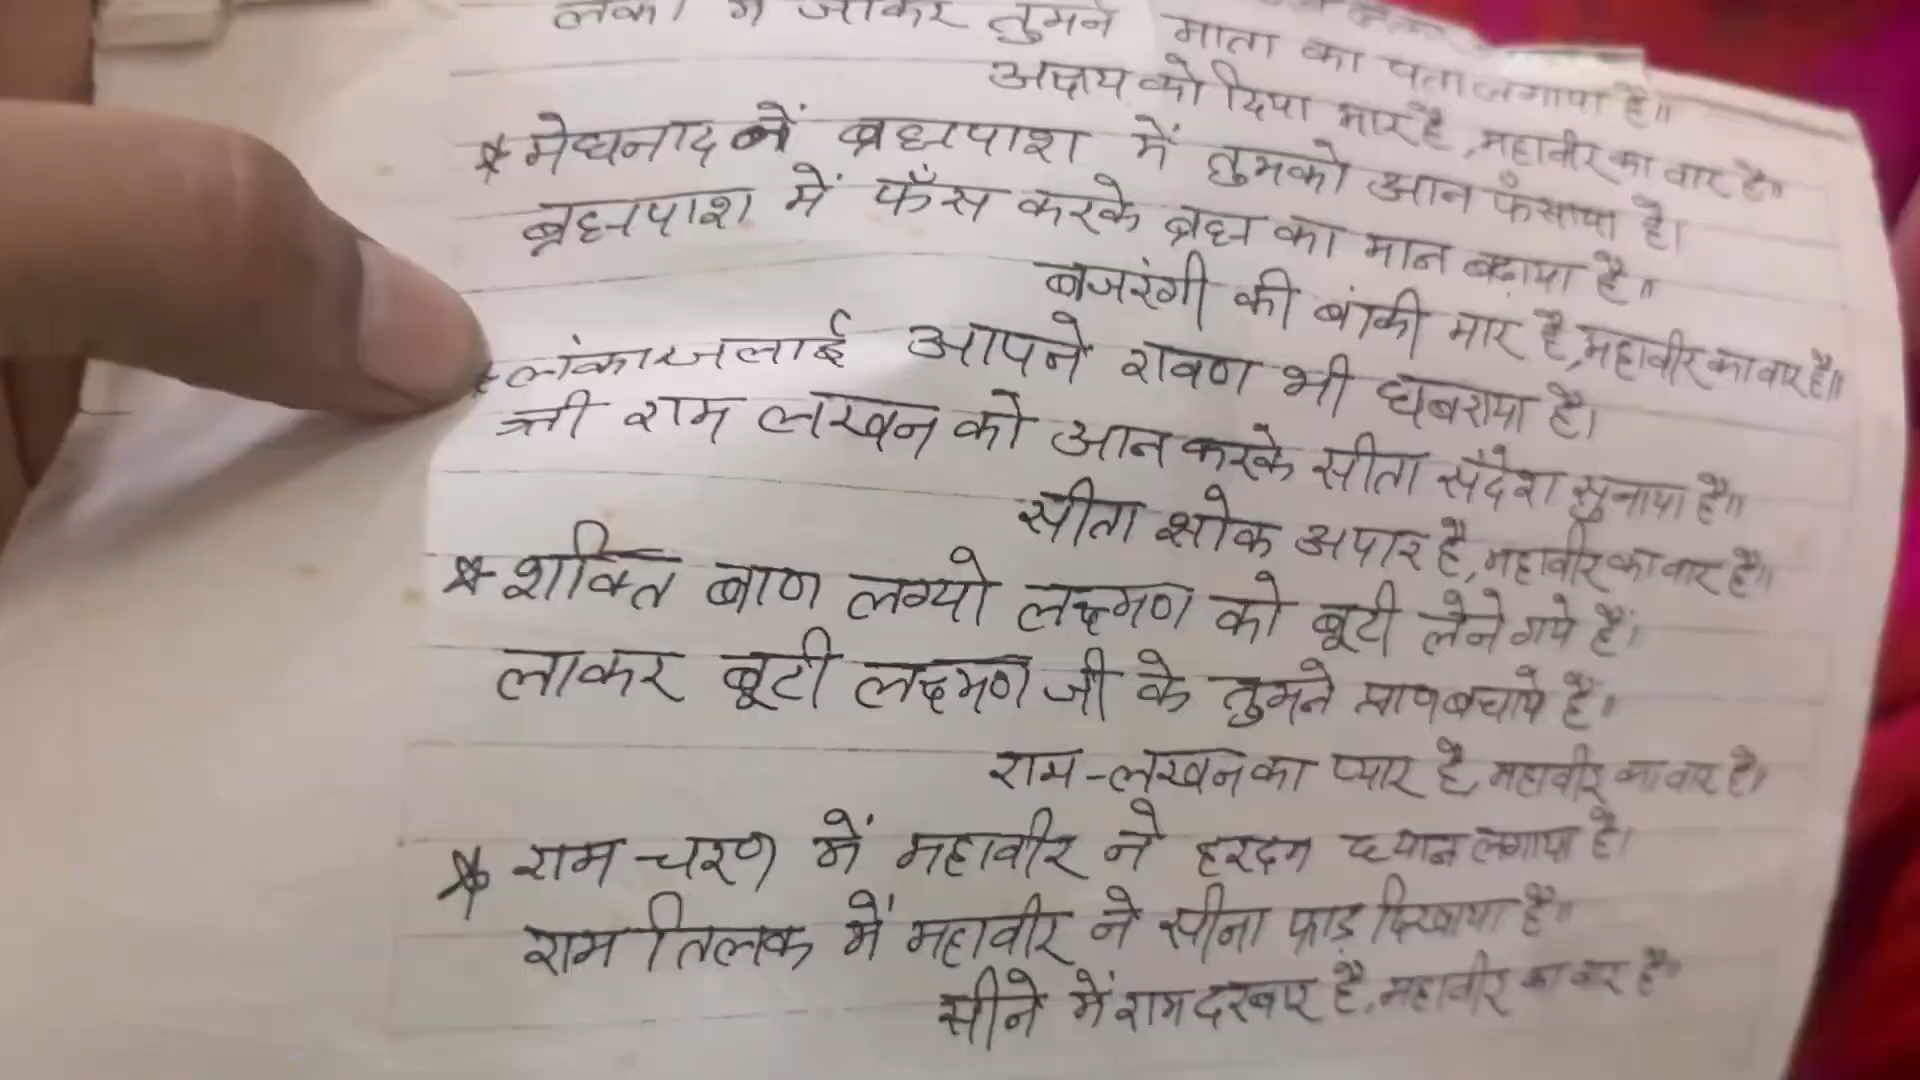 लंका में जाकर तुमने माता का पता लगाया है॥
अक्षय को दिया मार है, महावीर का वार है॥
* मेघनाद नें ब्रह्मपाश में तुमको आन फंसाया है।
ब्रह्मपाश में फँस करके ब्रह्म का मान बढ़ाया है॥
बजरंगी की बांकी मार है, महावीर का वार है॥
* लंका जलाई आपने रावण भी घबराया है।
श्री राम लखन को आन करके सीता संदेश सुनाया है॥
सीता शोक अपार है, महावीर का वार है॥
* शक्ति बाण लग्यो लक्ष्मण को बूटी लेने गये हैं।
लाकर बूटी लक्ष्मण जी के तुमने प्राण बचाये हैं॥
राम-लखन का प्यार है, महावीर का वार है।
* राम चरण में महावीर ने हरदम ध्यान लगाया है।
राम तिलक में महावीर ने सीना फाड़ दिखाया है॥
सीने में राम दरबार है, महावीर का वार है॥